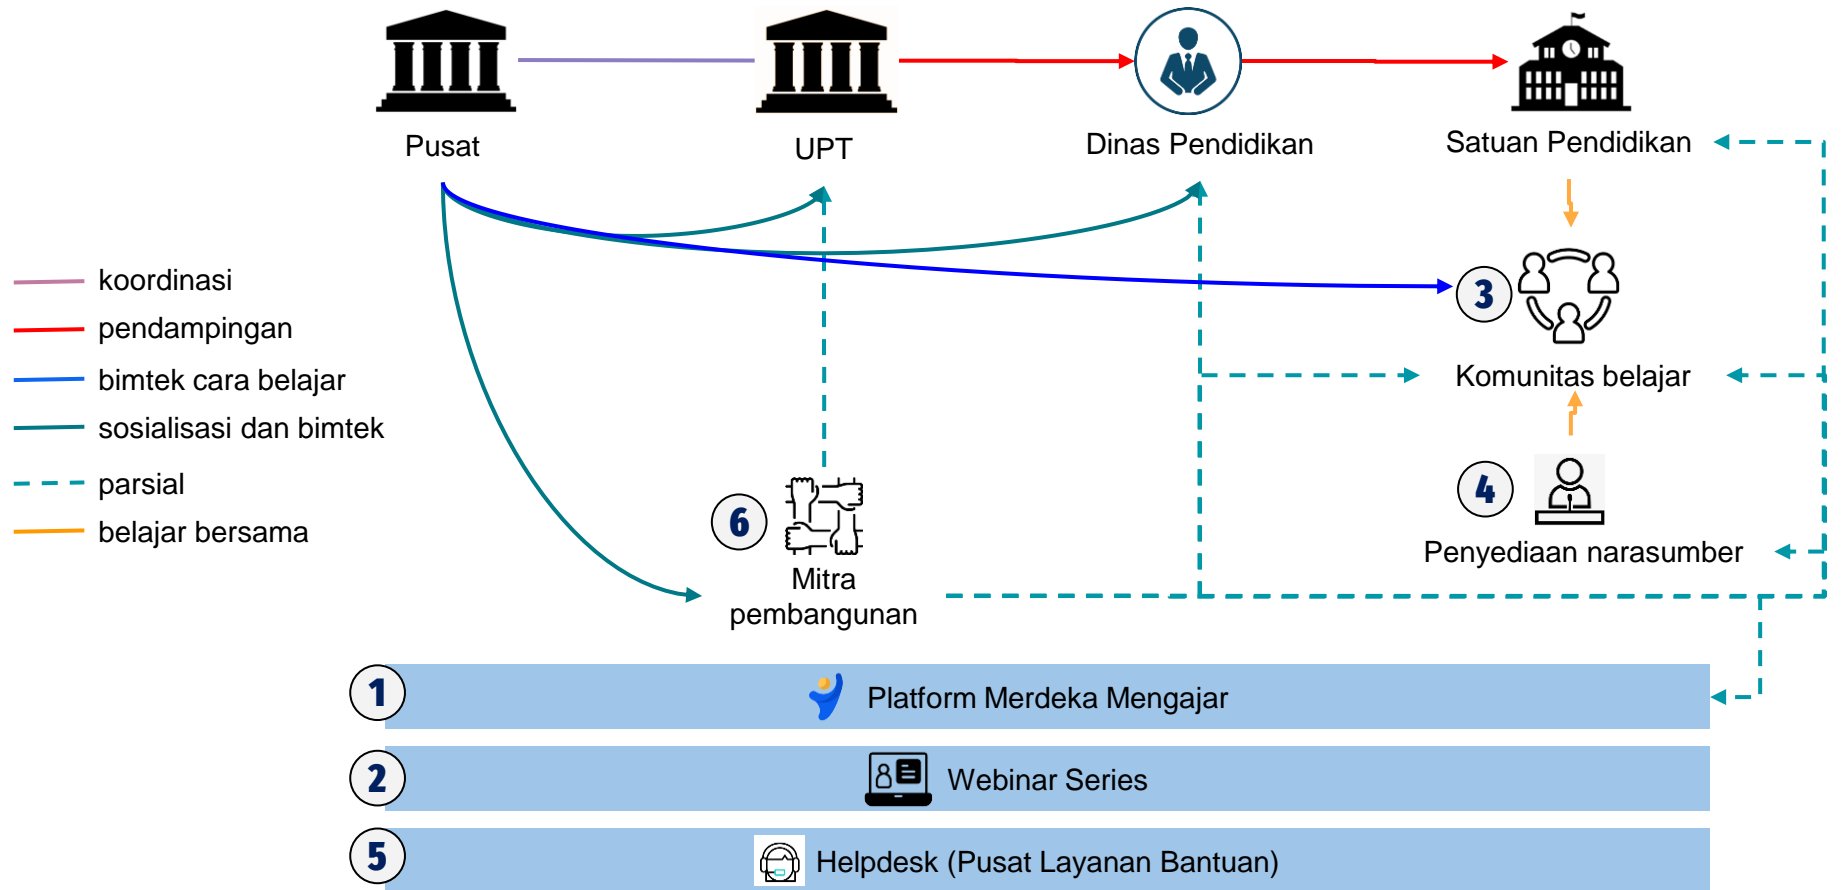 Pusat
UPT
Dinas Pendidikan
Satuan Pendidikan
koordinasi
pendampingan
bimtek cara belajar
sosialisasi dan bimtek
parsial
belajar bersama
3
Komunitas belajar
4
Penyediaan narasumber
6
Mitra
pembangunan
1
Platform Merdeka Mengajar
2
Webinar Series
5
Helpdesk (Pusat Layanan Bantuan)